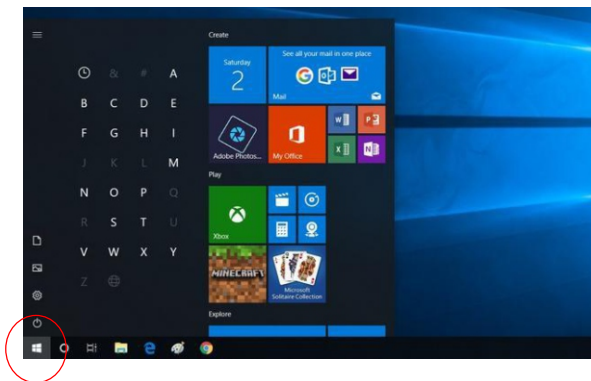 Create
Saturday
2
See all your mail in one place
Mail
& # A
B C D E
F G H I
J K L M
N O P Q
R S T U
V W X Y
Z
Adobe Photos...
My Office
Play
Xbox
MINECRAFT
Microsoft
Solitaire Collection
Explore